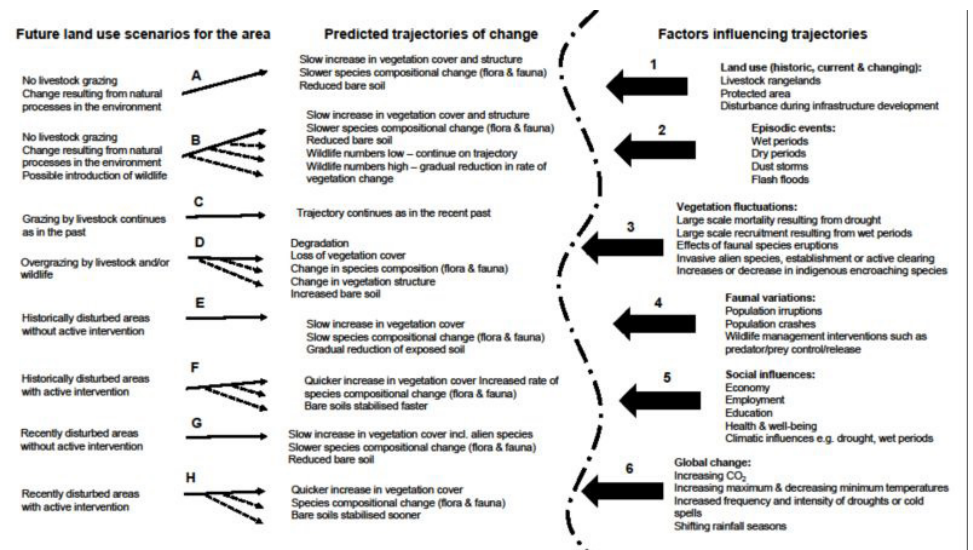 Future land use scenarios for the area
Predicted trajectories of change
Factors influencing trajectories
A
No livestock grazing
Change resulting from natural
processes in the environment
Slow increase in vegetation cover and structure
Slower species compositional change (flora & fauna)
Reduced bare soil
B
No livestock grazing
Change resulting from natural
processes in the environment
Possible introduction of wildlife
Slow increase in vegetation cover and structure
Slower species compositional change (flora & fauna)
Reduced bare soil
Wildlife numbers low – continue on trajectory
Wildlife numbers high – gradual reduction in rate of
vegetation change
C
Grazing by livestock continues
as in the past
Trajectory continues as in the recent past
D
Overgrazing by livestock and/or
wildlife
Degradation
Loss of vegetation cover
Change in species composition (flora & fauna)
Change in vegetation structure
Increased bare soil
E
Historically disturbed areas
without active intervention
Slow increase in vegetation cover
Slow species compositional change (flora & fauna)
Gradual reduction of exposed soil
F
Historically disturbed areas
with active intervention
Quicker increase in vegetation cover Increased rate of
species compositional change (flora & fauna)
Bare soils stabilised faster
G
Recently disturbed areas
without active intervention
Slow increase in vegetation cover incl. alien species
Slower species compositional change (flora & fauna)
Reduced bare soil
H
Recently disturbed areas
with active intervention
Quicker increase in vegetation cover
Species compositional change (flora & fauna)
Bare soils stabilised sooner
1
Land use (historic, current & changing):
Livestock rangelands
Protected area
Disturbance during infrastructure development
2
Episodic events:
Wet periods
Dry periods
Dust storms
Flash floods
3
Vegetation fluctuations:
Large scale mortality resulting from drought
Large scale recruitment resulting from wet periods
Effects of faunal species eruptions
Invasive alien species, establishment or active clearing
Increases or decrease in indigenous encroaching species
4
Faunal variations:
Population irruptions
Population crashes
Wildlife management interventions such as
predator/prey control/release
5
Social influences:
Economy
Employment
Education
Health & well-being
Climatic influences e.g. drought, wet periods
6
Global change:
Increasing CO₂
Increasing maximum & decreasing minimum temperatures
Increased frequency and intensity of droughts or cold
spells
Shifting rainfall seasons